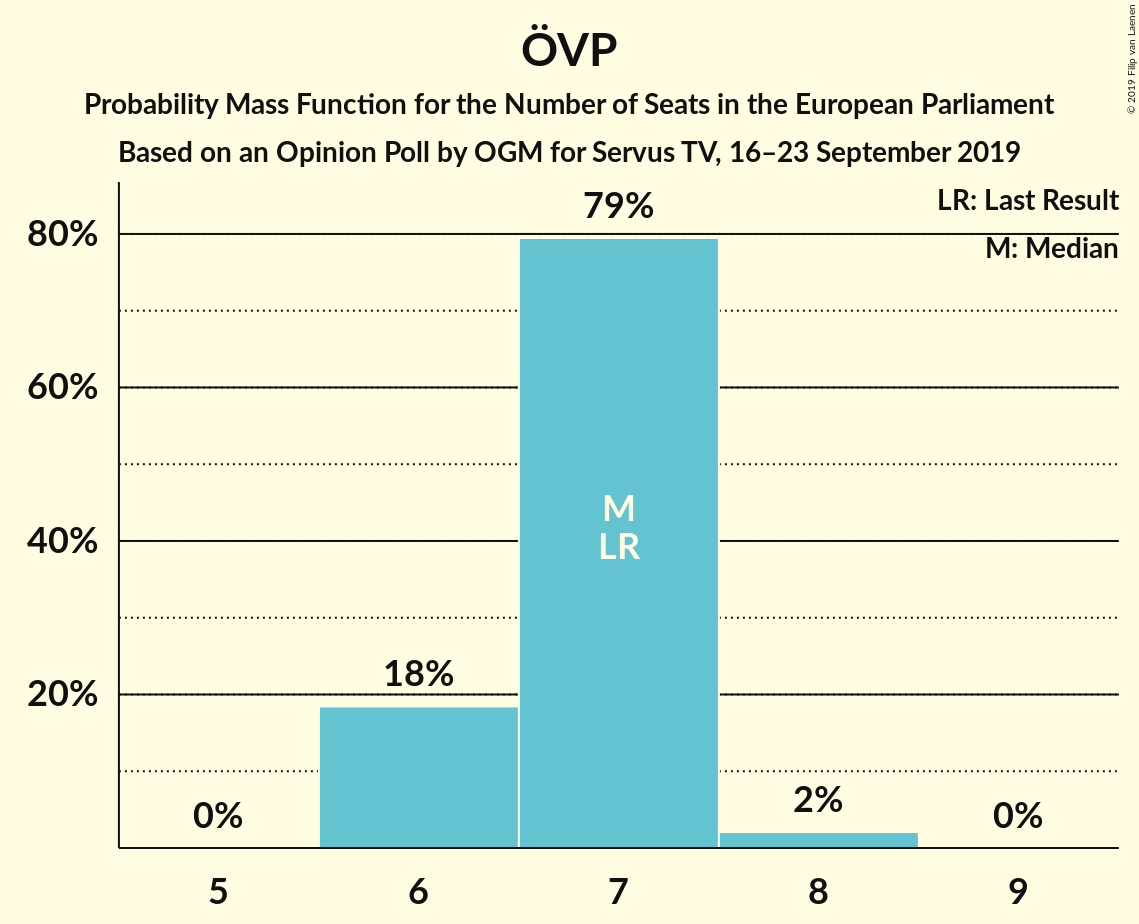 ÖVP
Probability Mass Function for the Number of Seats in the European Parliament
Based on an Opinion Poll by OGM for Servus TV, 16–23 September 2019
© 2019 Filip van Laenen
LR: Last Result
M: Median
80%
60%
40%
20%
0%
18%
79%
M
LR
2%
0%
5
6
7
8
9